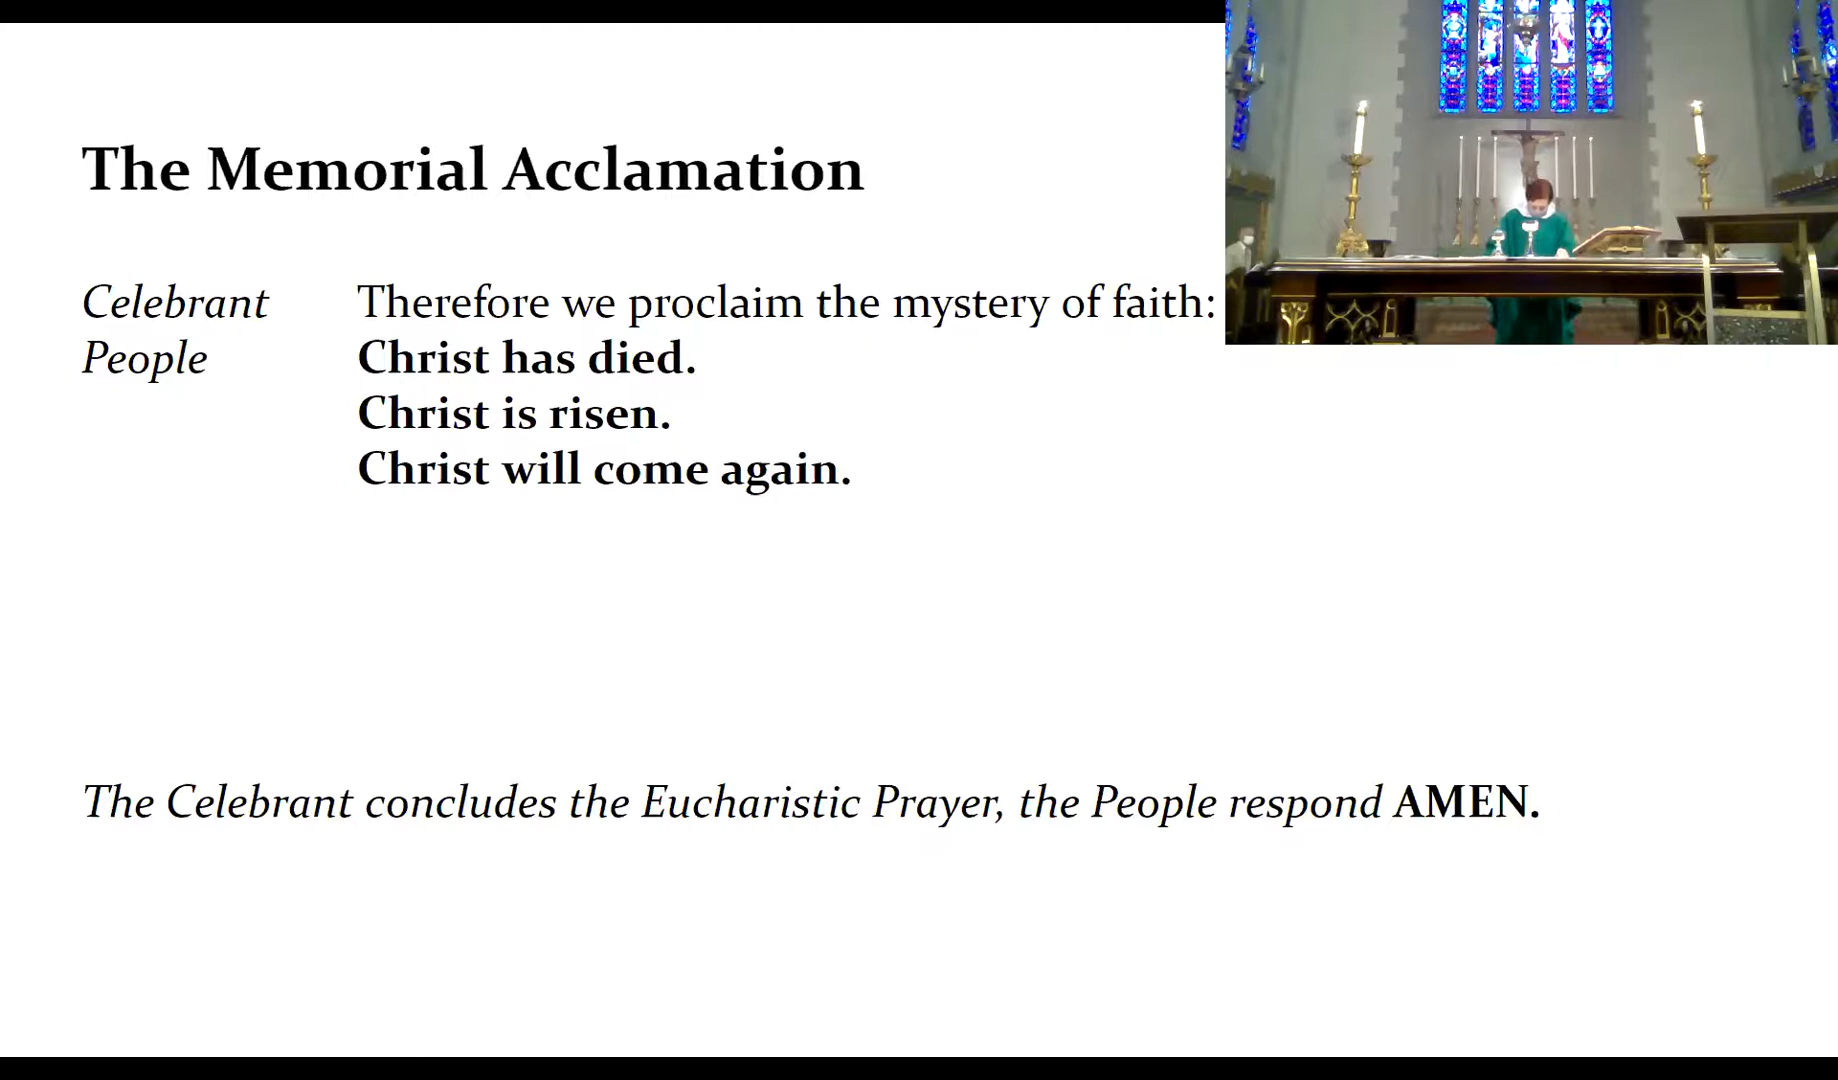 The Memorial Acclamation
Celebrant Therefore we proclaim the mystery of faith:
People Christ has died.
Christ is risen.
Christ will come again.
The Celebrant concludes the Eucharistic Prayer, the People respond AMEN.